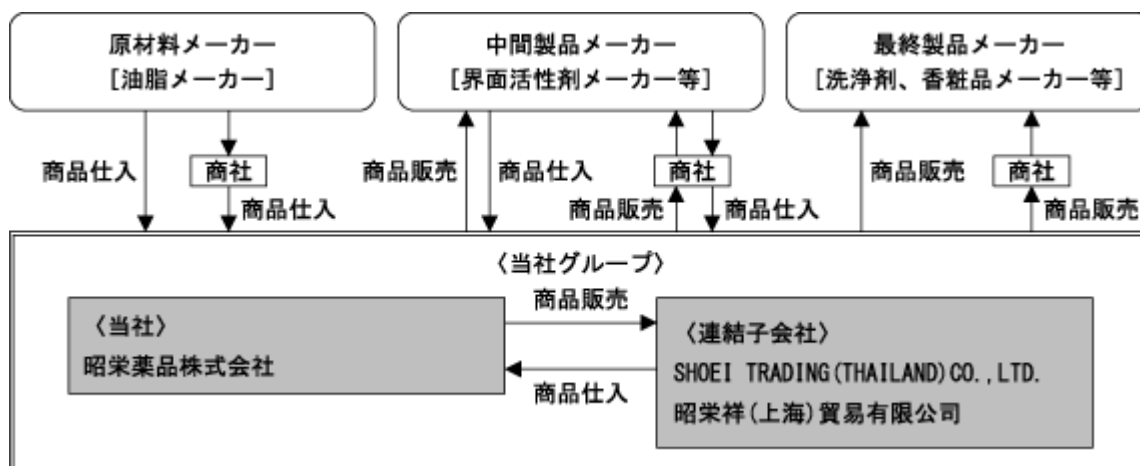 原材料メーカー
[油脂メーカー]
中間製品メーカー
[界面活性剤メーカー等]
最終製品メーカー
[洗浄剤、香粧品メーカー等]
商品仕入
商社
商品仕入
商品販売
商品仕入
商社
商品販売
商品仕入
商品販売
商社
商品販売
〈当社グループ〉
〈当社〉
昭栄薬品株式会社
商品販売
商品仕入
〈連結子会社〉
SHOEI TRADING(THAILAND)CO.,LTD.
昭栄祥(上海)貿易有限公司